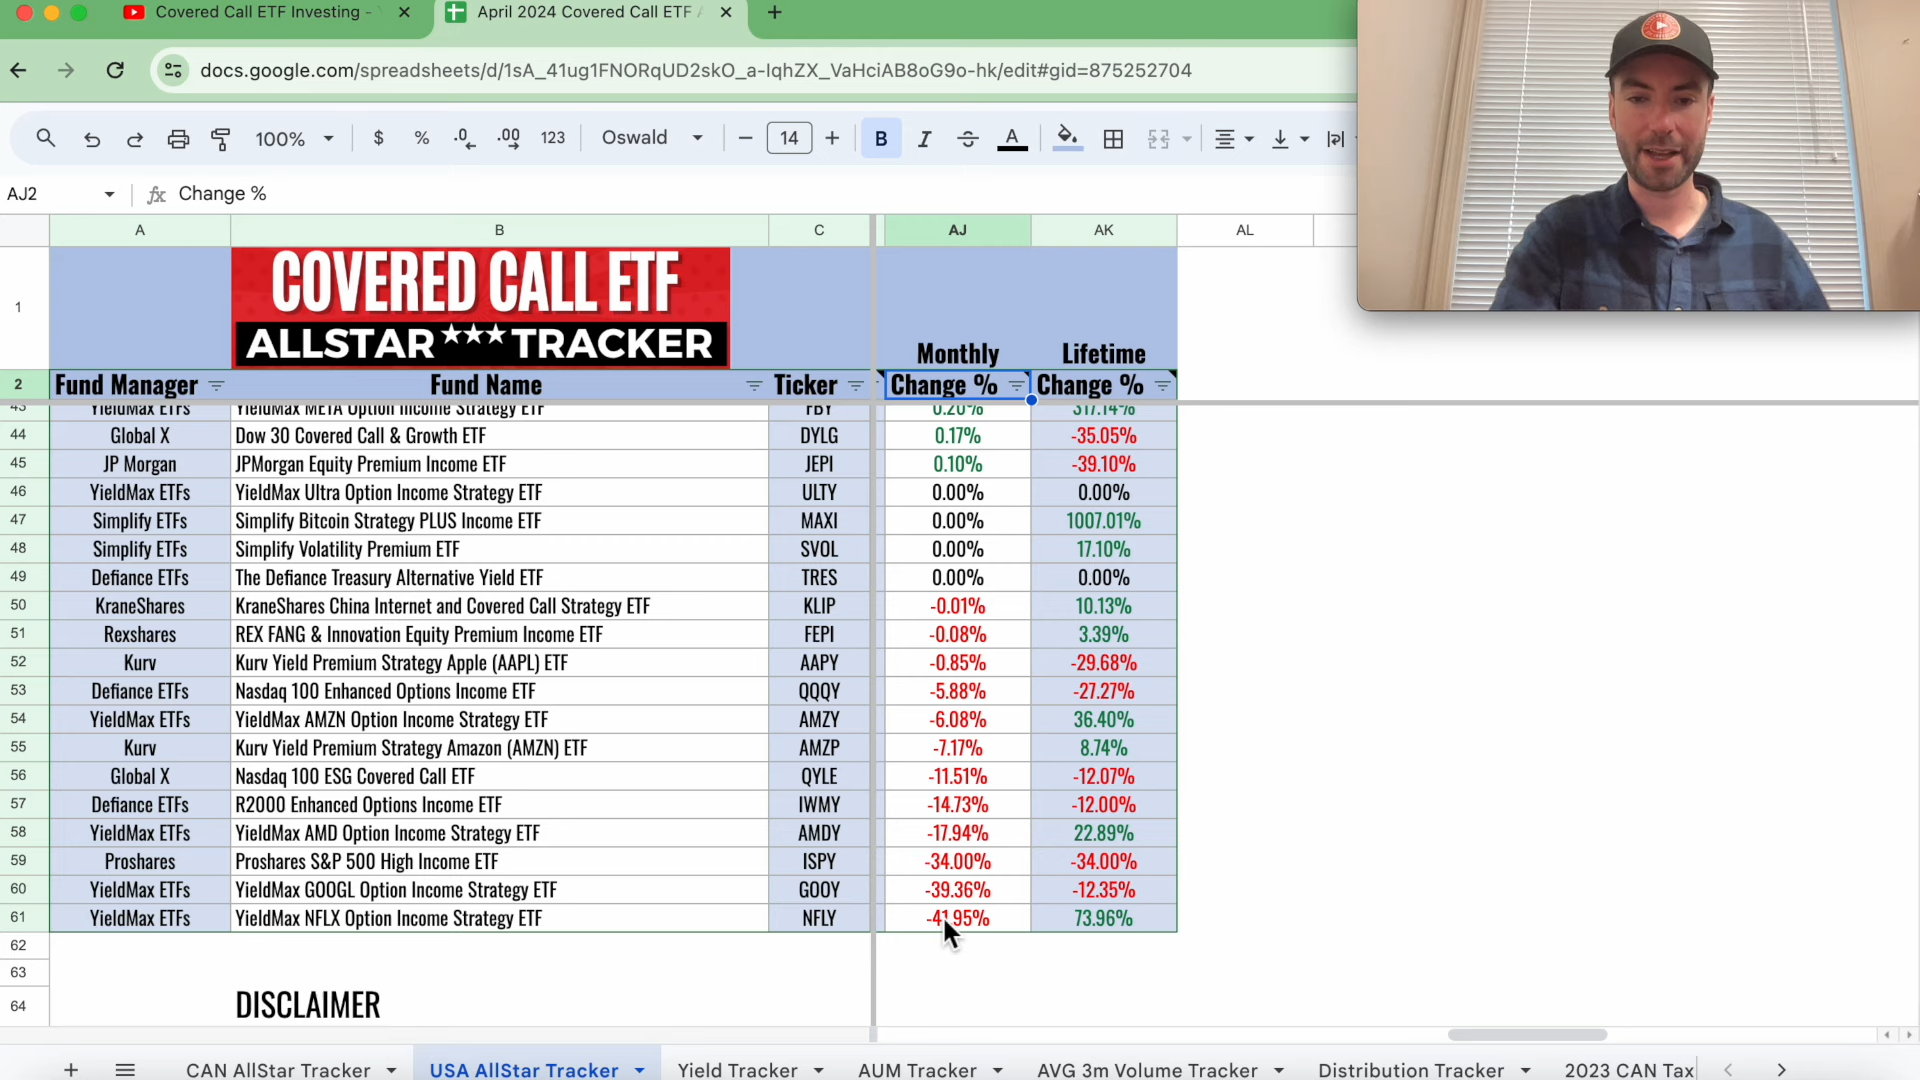 Covered Call ETF Investing -
April 2024 Covered Call ETF
docs.google.com/spreadsheets/d/1sA_41ug1FNORqUD2skO_a-IqhZX_VaHciAB8oG9o-hk/edit#gid=875252704
100% $ % .0 .00 123 Oswald 14 B I A
AJ2 fx Change %
A B C AJ AK AL
1 COVERED CALL ETF
ALLSTAR TRACKER
Monthly Lifetime
2 Fund Manager Fund Name Ticker Change % Change %
43 YieldMax ETFs YieldMax META Option Income Strategy ETF FBY 0.20% 317.14%
44 Global X Dow 30 Covered Call & Growth ETF DYLG 0.17% -35.05%
45 JP Morgan JPMorgan Equity Premium Income ETF JEPI 0.10% -39.10%
46 YieldMax ETFs YieldMax Ultra Option Income Strategy ETF ULTY 0.00% 0.00%
47 Simplify ETFs Simplify Bitcoin Strategy PLUS Income ETF MAXI 0.00% 1007.01%
48 Simplify ETFs Simplify Volatility Premium ETF SVOL 0.00% 17.10%
49 Defiance ETFs The Defiance Treasury Alternative Yield ETF TRES 0.00% 0.00%
50 KraneShares KraneShares China Internet and Covered Call Strategy ETF KLIP -0.01% 10.13%
51 Rexshares REX FANG & Innovation Equity Premium Income ETF FEPI -0.08% 3.39%
52 Kurv Kurv Yield Premium Strategy Apple (AAPL) ETF AAPY -0.85% -29.68%
53 Defiance ETFs Nasdaq 100 Enhanced Options Income ETF QQQY -5.88% -27.27%
54 YieldMax ETFs YieldMax AMZN Option Income Strategy ETF AMZY -6.08% 36.40%
55 Kurv Kurv Yield Premium Strategy Amazon (AMZN) ETF AMZP -7.17% 8.74%
56 Global X Nasdaq 100 ESG Covered Call ETF QYLE -11.51% -12.07%
57 Defiance ETFs R2000 Enhanced Options Income ETF IWMY -14.73% -12.00%
58 YieldMax ETFs YieldMax AMD Option Income Strategy ETF AMDY -17.94% 22.89%
59 Proshares Proshares S&P 500 High Income ETF ISPY -34.00% -34.00%
60 YieldMax ETFs YieldMax GOOGL Option Income Strategy ETF GOOY -39.36% -12.35%
61 YieldMax ETFs YieldMax NFLX Option Income Strategy ETF NFLY -41.95% 73.96%
62
63
64 DISCLAIMER
CAN AllStar Tracker USA AllStar Tracker Yield Tracker AUM Tracker AVG 3m Volume Tracker Distribution Tracker 2023 CAN Tax